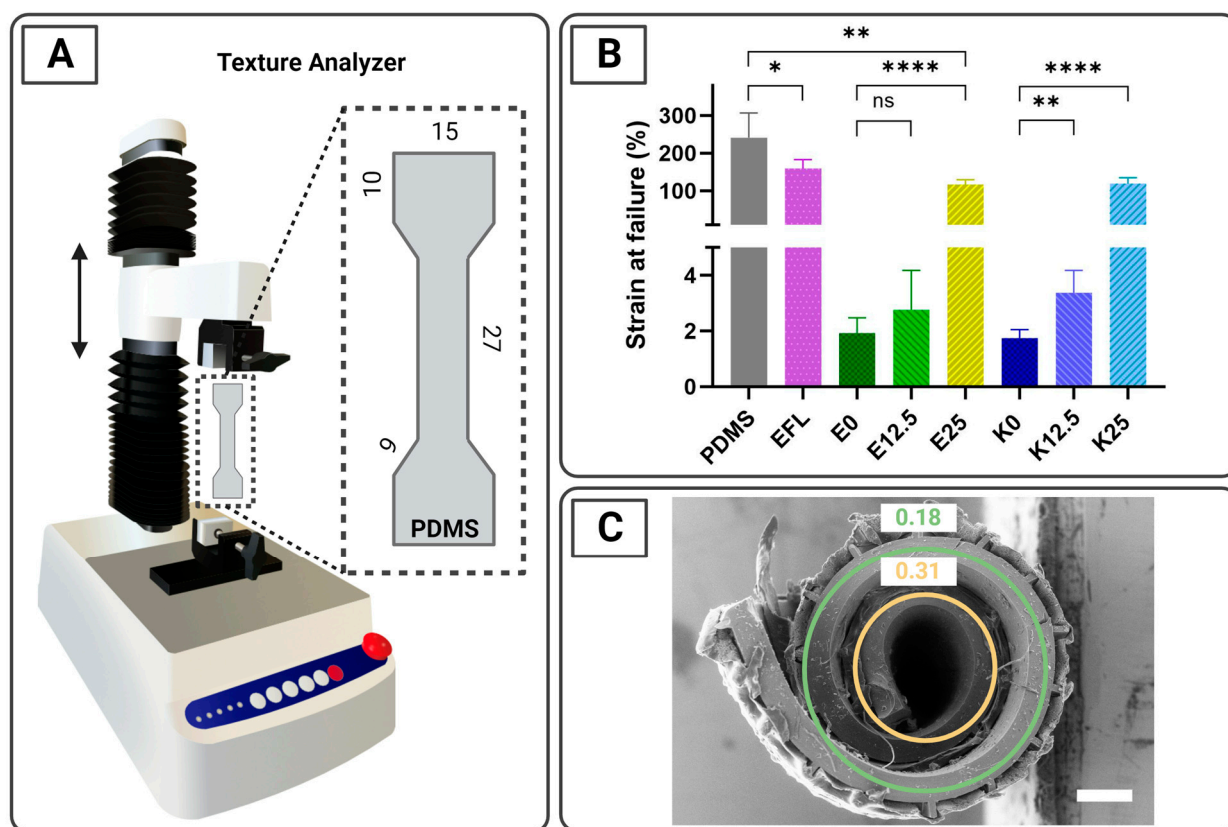 A
Texture Analyzer
15
10
27
9
PDMS
B
**
*
****
ns
****
**
Strain at failure (%)
300
200
100
4
2
0
PDMS
EFL
E0
E12.5
E25
K0
K12.5
K25
C
0.18
0.31